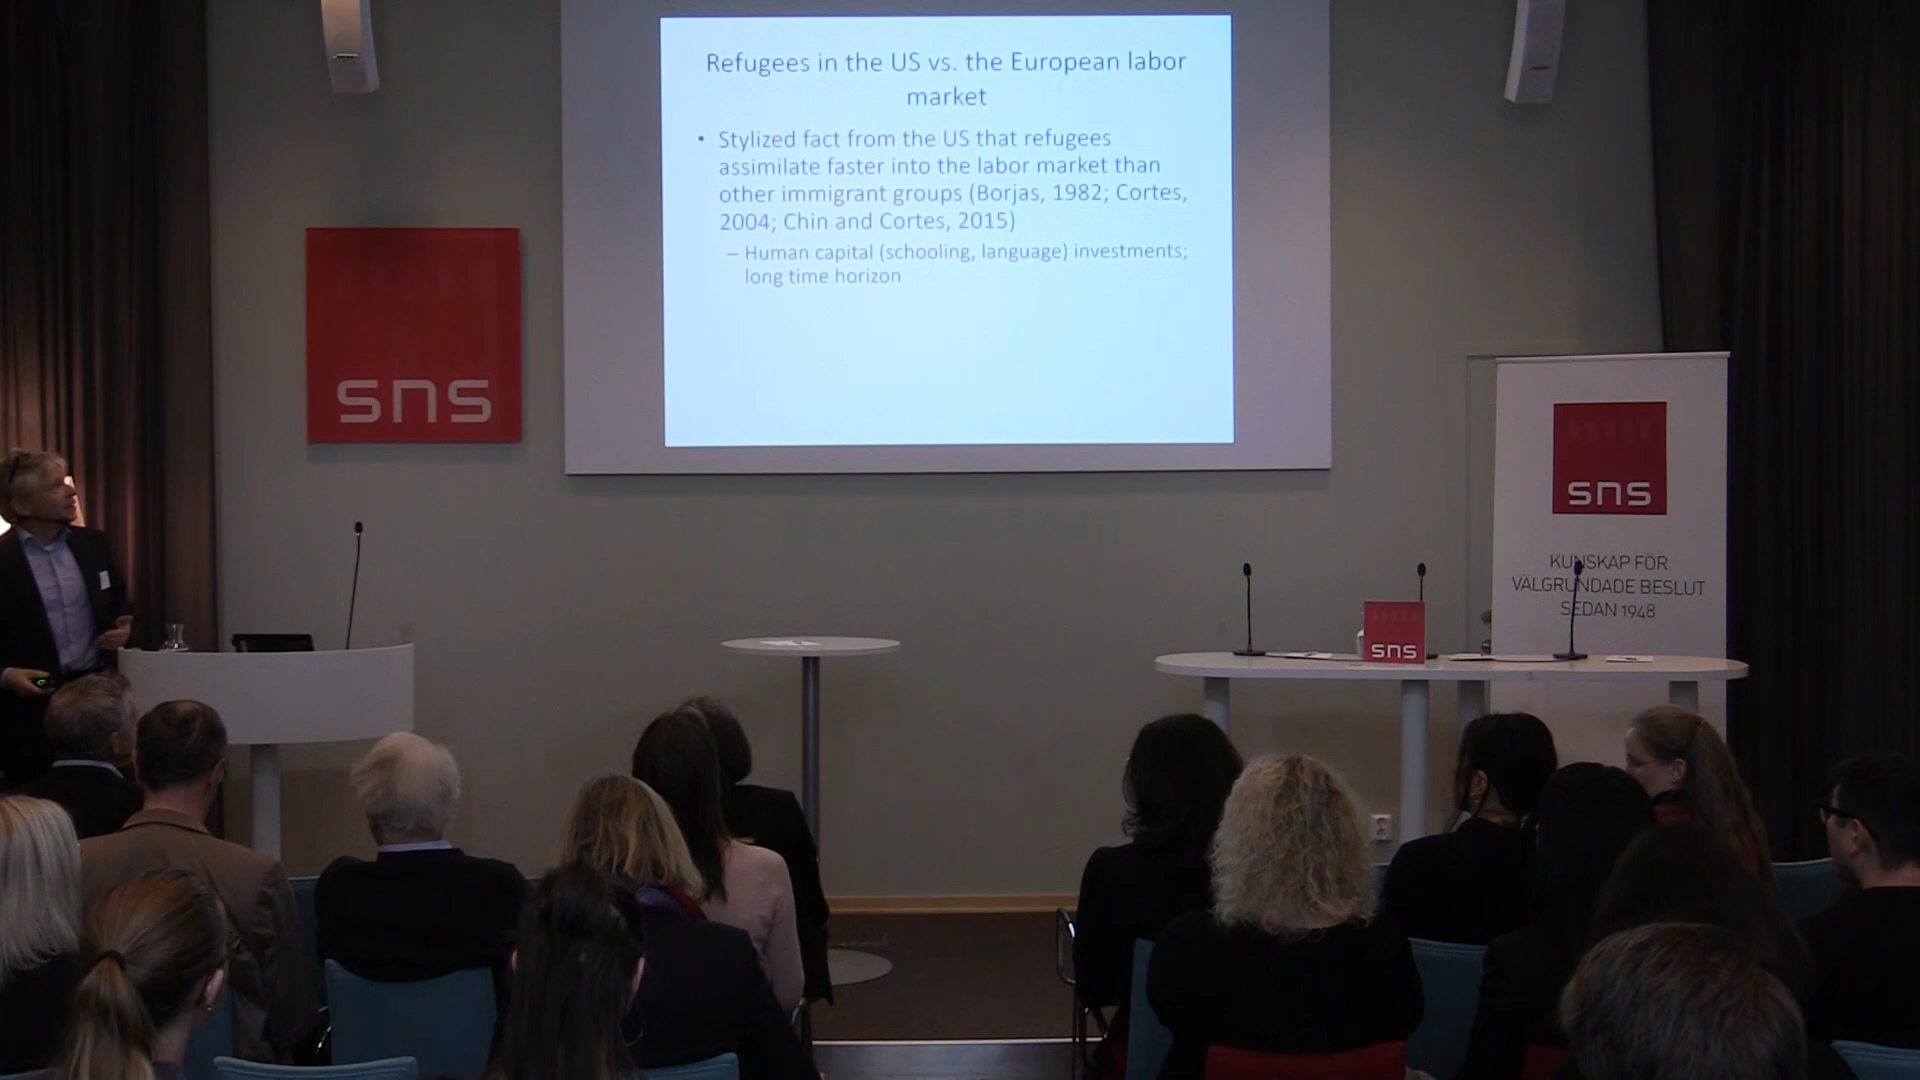 Refugees in the US vs. the European labor
market
• Stylized fact from the US that refugees
assimilate faster into the labor market than
other immigrant groups (Borjas, 1982; Cortes,
2004; Chin and Cortes, 2015)
– Human capital (schooling, language) investments;
long time horizon
sns
sns
KUNSKAP FÖR
VÄLGRUNDADE BESLUT
SEDAN 1948
sns